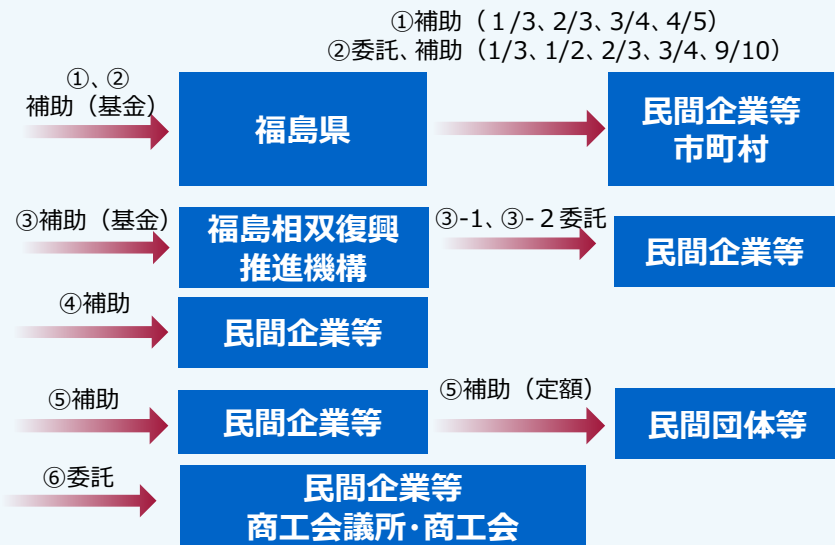 ①補助（１/3、2/3、3/4、4/5）
②委託、補助（1/3、1/2、2/3、3/4、9/10）
①、②
補助（基金）
福島県
民間企業等
市町村
③補助（基金）
福島相双復興
推進機構
③-1、③-２委託
民間企業等
④補助
民間企業等
⑤補助
民間企業等
⑤補助（定額）
民間団体等
⑥委託
民間企業等
商工会議所・商工会